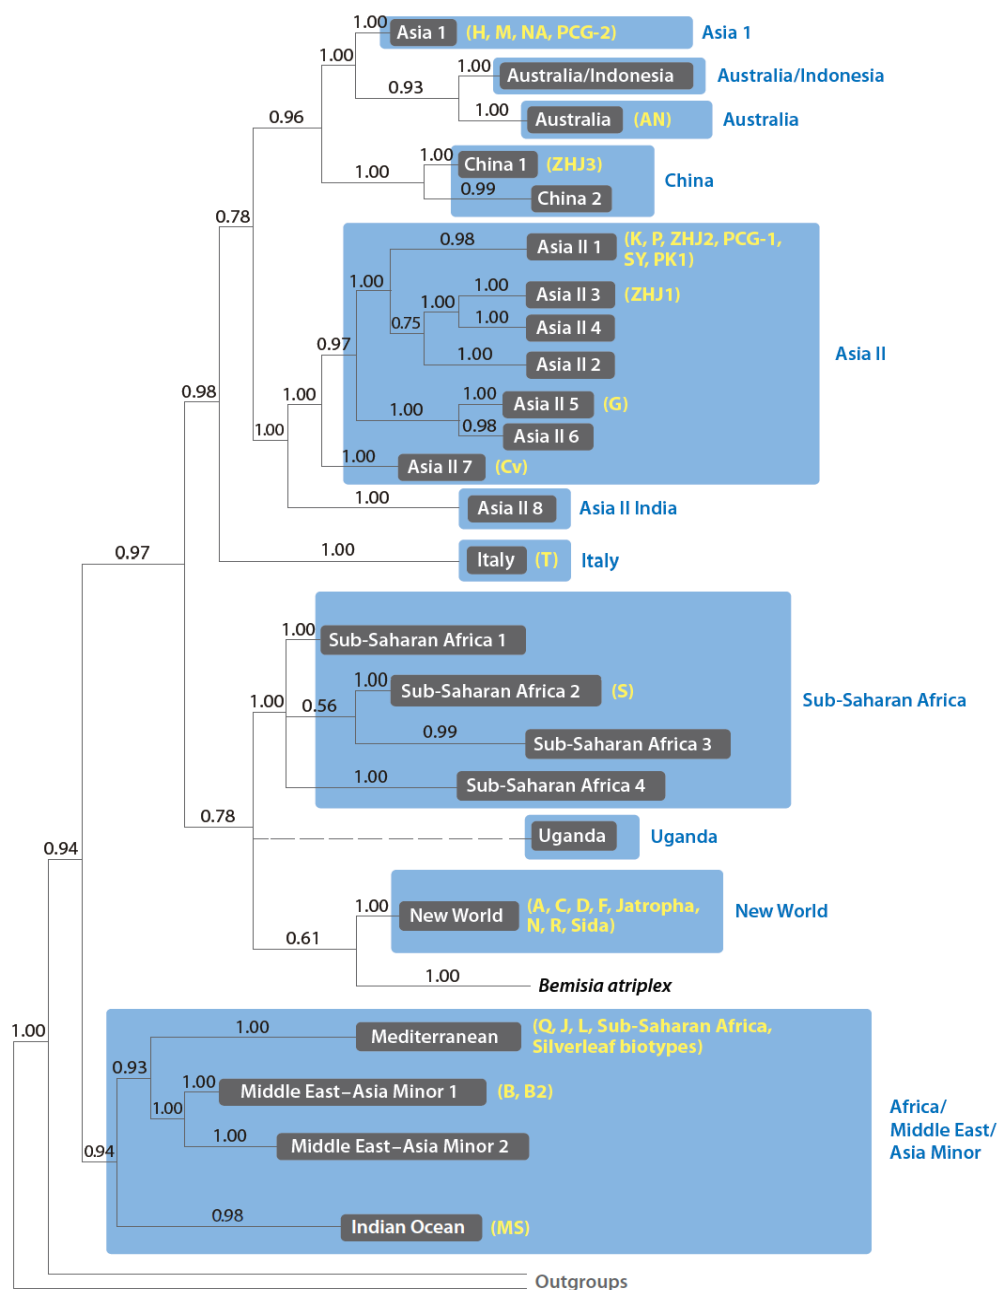 1.00
Asia 1 (H, M, NA, PCG-2) Asia 1
1.00
1.00
Australia/Indonesia Australia/Indonesia
0.93
1.00
Australia (AN) Australia
0.96
1.00
China 1 (ZHJ3)
1.00
China
0.99
China 2
0.78
0.98
Asia II 1 (K, P, ZHJ2, PCG-1,
SY, PK1)
1.00
1.00
Asia II 3 (ZHJ1)
1.00
0.75
1.00
Asia II 4
0.97
1.00
Asia II 2
Asia II
0.98
1.00
1.00
Asia II 5 (G)
1.00
0.98
Asia II 6
1.00
1.00
Asia II 7 (Cv)
1.00
Asia II 8 Asia II India
0.97
1.00
Italy (T) Italy
1.00
Sub-Saharan Africa 1
1.00
Sub-Saharan Africa 2 (S)
1.00
0.56
Sub-Saharan Africa
0.99
Sub-Saharan Africa 3
1.00
Sub-Saharan Africa 4
0.78
Uganda Uganda
0.94
1.00
New World (A, C, D, F, Jatropha,
N, R, Sida)
New World
0.61
1.00
Bemisia atriplex
1.00
1.00
Mediterranean (Q, J, L, Sub-Saharan Africa,
Silverleaf biotypes)
0.93
1.00
Middle East–Asia Minor 1 (B, B2)
1.00
1.00
Middle East–Asia Minor 2
Africa/
Middle East/
Asia Minor
0.94
0.98
Indian Ocean (MS)
Outgroups